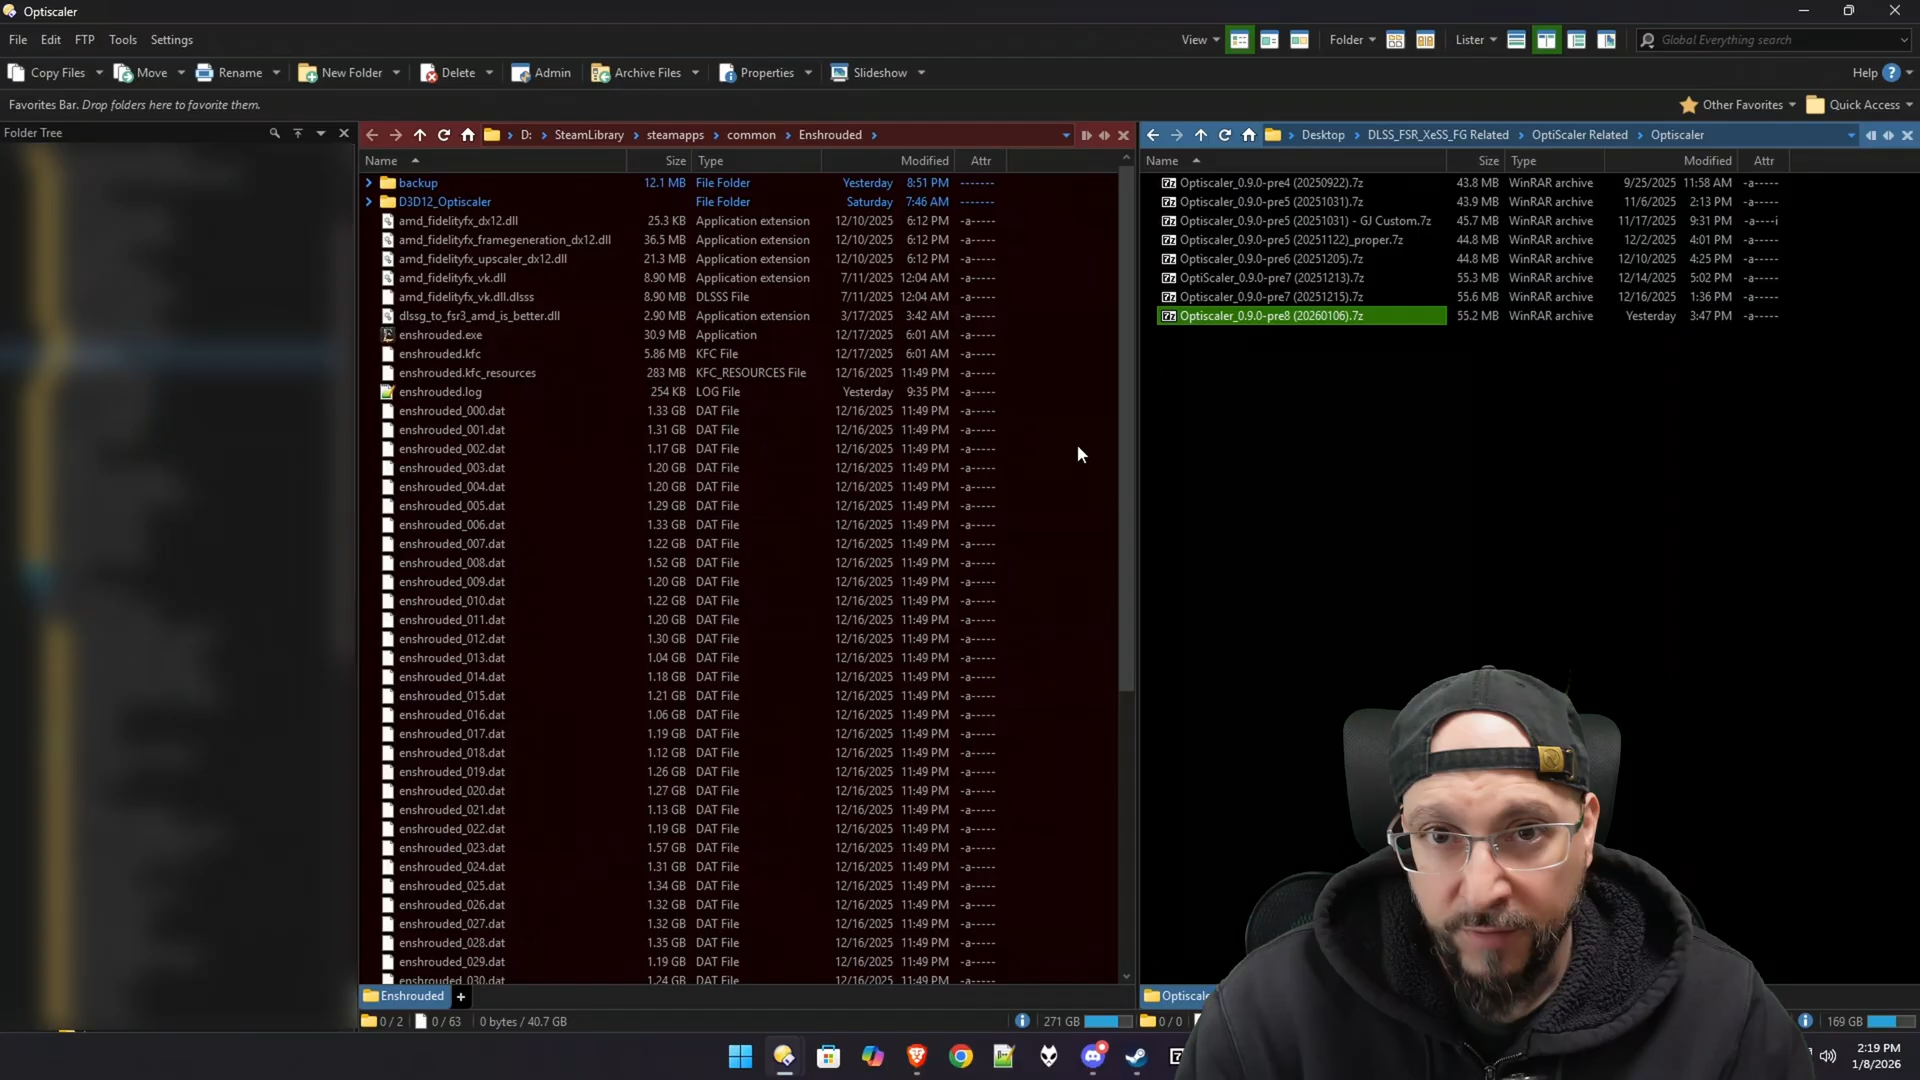 Optiscaler
File Edit FTP Tools Settings View Folder Lister Global Everything search
Copy Files Move Rename New Folder Delete Admin Archive Files Properties Slideshow Help
Favorites Bar. Drop folders here to favorite them. Other Favorites Quick Access
Folder Tree
D: SteamLibrary steamapps common Enshrouded
Name Size Type Modified Attr
backup 12.1 MB File Folder Yesterday 8:51 PM -------
D3D12_Optiscaler File Folder Saturday 7:46 AM -------
amd_fidelityfx_dx12.dll 25.3 KB Application extension 12/10/2025 6:12 PM -a-----
amd_fidelityfx_framegeneration_dx12.dll 36.5 MB Application extension 12/10/2025 6:12 PM -a-----
amd_fidelityfx_upscaler_dx12.dll 21.3 MB Application extension 12/10/2025 6:12 PM -a-----
amd_fidelityfx_vk.dll 8.90 MB Application extension 7/11/2025 12:04 AM -a-----
amd_fidelityfx_vk.dll.dlsss 8.90 MB DLSSS File 7/11/2025 12:04 AM -a-----
dlssg_to_fsr3_amd_is_better.dll 2.90 MB Application extension 3/17/2025 3:42 AM -a-----
enshrouded.exe 30.9 MB Application 12/17/2025 6:01 AM -a-----
enshrouded.kfc 5.86 MB KFC File 12/17/2025 6:01 AM -a-----
enshrouded.kfc_resources 283 MB KFC_RESOURCES File 12/16/2025 11:49 PM -a-----
enshrouded.log 254 KB LOG File Yesterday 9:35 PM -a-----
enshrouded_000.dat 1.33 GB DAT File 12/16/2025 11:49 PM -a-----
enshrouded_001.dat 1.31 GB DAT File 12/16/2025 11:49 PM -a-----
enshrouded_002.dat 1.17 GB DAT File 12/16/2025 11:49 PM -a-----
enshrouded_003.dat 1.20 GB DAT File 12/16/2025 11:49 PM -a-----
enshrouded_004.dat 1.20 GB DAT File 12/16/2025 11:49 PM -a-----
enshrouded_005.dat 1.29 GB DAT File 12/16/2025 11:49 PM -a-----
enshrouded_006.dat 1.33 GB DAT File 12/16/2025 11:49 PM -a-----
enshrouded_007.dat 1.22 GB DAT File 12/16/2025 11:49 PM -a-----
enshrouded_008.dat 1.52 GB DAT File 12/16/2025 11:49 PM -a-----
enshrouded_009.dat 1.20 GB DAT File 12/16/2025 11:49 PM -a-----
enshrouded_010.dat 1.22 GB DAT File 12/16/2025 11:49 PM -a-----
enshrouded_011.dat 1.20 GB DAT File 12/16/2025 11:49 PM -a-----
enshrouded_012.dat 1.30 GB DAT File 12/16/2025 11:49 PM -a-----
enshrouded_013.dat 1.04 GB DAT File 12/16/2025 11:49 PM -a-----
enshrouded_014.dat 1.18 GB DAT File 12/16/2025 11:49 PM -a-----
enshrouded_015.dat 1.21 GB DAT File 12/16/2025 11:49 PM -a-----
enshrouded_016.dat 1.06 GB DAT File 12/16/2025 11:49 PM -a-----
enshrouded_017.dat 1.19 GB DAT File 12/16/2025 11:49 PM -a-----
enshrouded_018.dat 1.12 GB DAT File 12/16/2025 11:49 PM -a-----
enshrouded_019.dat 1.26 GB DAT File 12/16/2025 11:49 PM -a-----
enshrouded_020.dat 1.27 GB DAT File 12/16/2025 11:49 PM -a-----
enshrouded_021.dat 1.13 GB DAT File 12/16/2025 11:49 PM -a-----
enshrouded_022.dat 1.19 GB DAT File 12/16/2025 11:49 PM -a-----
enshrouded_023.dat 1.57 GB DAT File 12/16/2025 11:49 PM -a-----
enshrouded_024.dat 1.31 GB DAT File 12/16/2025 11:49 PM -a-----
enshrouded_025.dat 1.34 GB DAT File 12/16/2025 11:49 PM -a-----
enshrouded_026.dat 1.32 GB DAT File 12/16/2025 11:49 PM -a-----
enshrouded_027.dat 1.32 GB DAT File 12/16/2025 11:49 PM -a-----
enshrouded_028.dat 1.35 GB DAT File 12/16/2025 11:49 PM -a-----
enshrouded_029.dat 1.19 GB DAT File 12/16/2025 11:49 PM -a-----
enshrouded_030.dat 1.24 GB DAT File 12/16/2025 11:49 PM -a-----
Enshrouded +
0 / 2 0 / 63 0 bytes / 40.7 GB 271 GB
Desktop DLSS_FSR_XeSS_FG Related OptiScaler Related Optiscaler
Name Size Type Modified Attr
Optiscaler_0.9.0-pre4 (20250922).7z 43.8 MB WinRAR archive 9/25/2025 11:58 AM -a-----
Optiscaler_0.9.0-pre5 (20251031).7z 43.9 MB WinRAR archive 11/6/2025 2:13 PM -a-----
Optiscaler_0.9.0-pre5 (20251031) - GJ Custom.7z 45.7 MB WinRAR archive 11/17/2025 9:31 PM -a----i
Optiscaler_0.9.0-pre5 (20251122)_proper.7z 44.8 MB WinRAR archive 12/2/2025 4:01 PM -a-----
Optiscaler_0.9.0-pre6 (20251205).7z 44.8 MB WinRAR archive 12/10/2025 4:25 PM -a-----
OptiScaler_0.9.0-pre7 (20251213).7z 55.3 MB WinRAR archive 12/14/2025 5:02 PM -a-----
Optiscaler_0.9.0-pre7 (20251215).7z 55.6 MB WinRAR archive 12/16/2025 1:36 PM -a-----
Optiscaler_0.9.0-pre8 (20260106).7z 55.2 MB WinRAR archive Yesterday 3:47 PM -a-----
Optiscale
0 / 0 169 GB
2:19 PM
1/8/2026